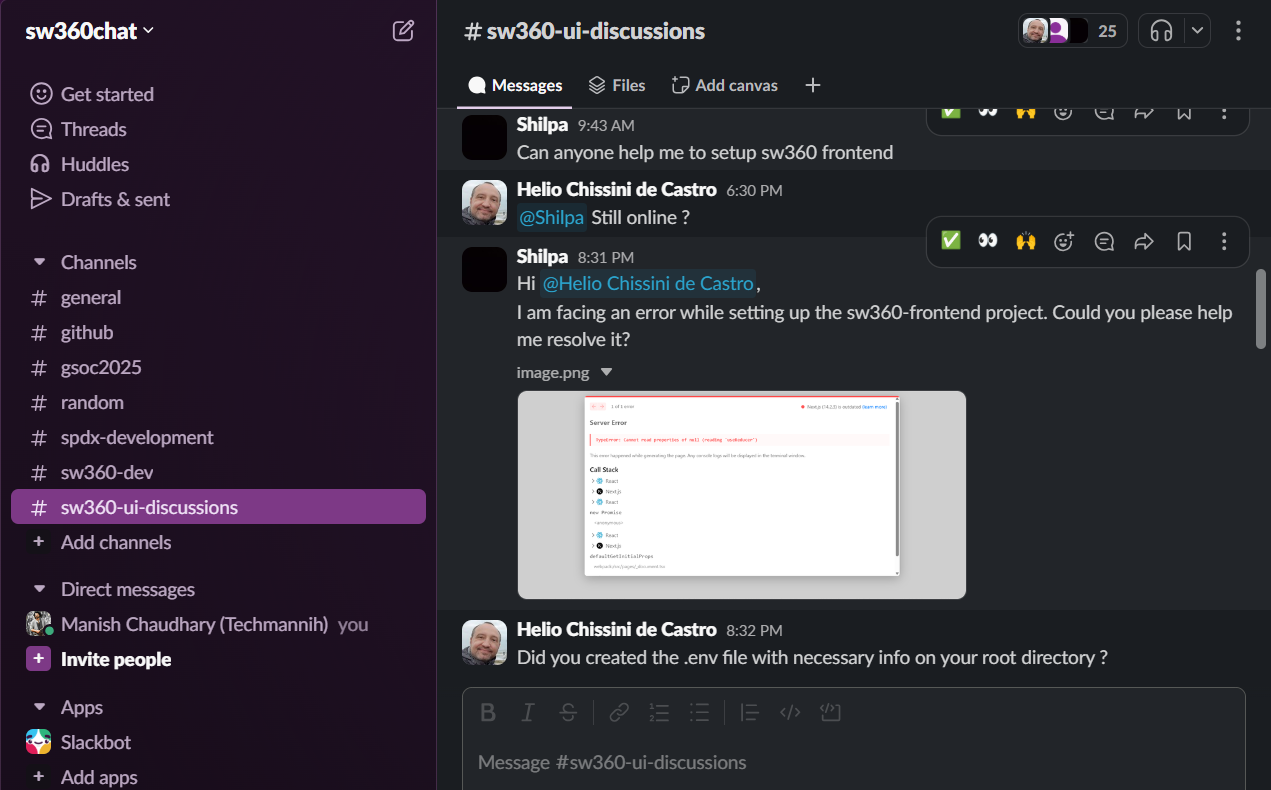 sw360chat
Get started
Threads
Huddles
Drafts & sent
Channels
# general
# github
# gsoc2025
# random
# spdx-development
# sw360-dev
# sw360-ui-discussions
+ Add channels
Direct messages
Manish Chaudhary (Techmannih) you
+ Invite people
Apps
Slackbot
+ Add apps
# sw360-ui-discussions
25
Messages Files Add canvas +
Shilpa 9:43 AM
Can anyone help me to setup sw360 frontend
Helio Chissini de Castro 6:30 PM
@Shilpa Still online ?
Shilpa 8:31 PM
Hi @Helio Chissini de Castro,
I am facing an error while setting up the sw360-frontend project. Could you please help
me resolve it?
image.png
1 of 1 error
Next.js (14.2.3) is outdated (learn more)
Server Error
TypeError: Cannot read properties of null (reading 'useReducer')
This error happened while generating the page. Any console logs will be displayed in the terminal window.
Call Stack
React
Next.js
React
new Promise
<anonymous>
React
Next.js
defaultGetInitialProps
Helio Chissini de Castro 8:32 PM
Did you created the .env file with necessary info on your root directory ?
B I S
Message #sw360-ui-discussions